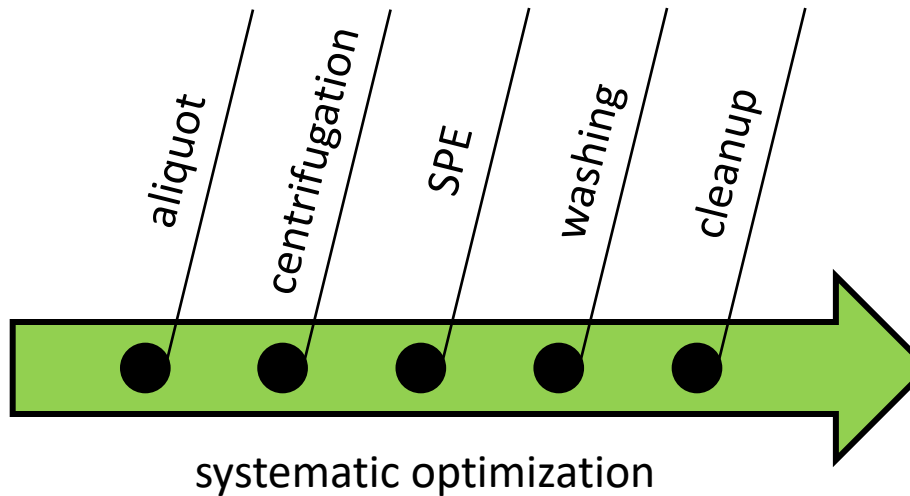 aliquot
centrifugation
SPE
washing
cleanup
systematic optimization